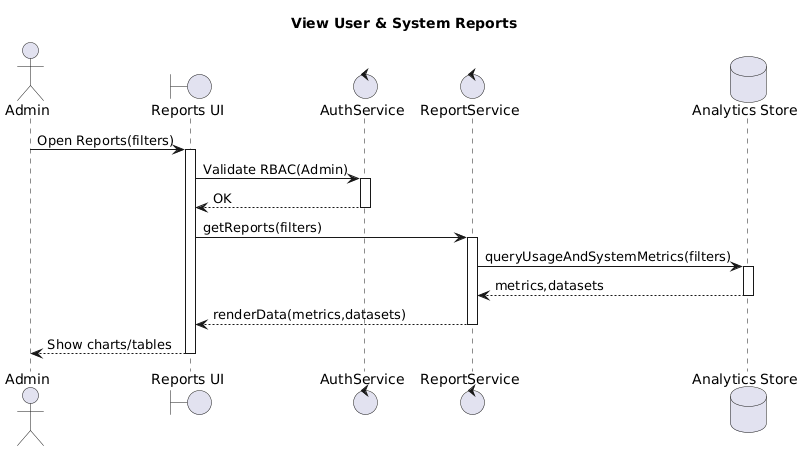 View User & System Reports
Admin
Reports UI
AuthService
ReportService
Analytics Store
Open Reports(filters)
Validate RBAC(Admin)
OK
getReports(filters)
queryUsageAndSystemMetrics(filters)
metrics,datasets
renderData(metrics,datasets)
Show charts/tables
Admin
Reports UI
AuthService
ReportService
Analytics Store